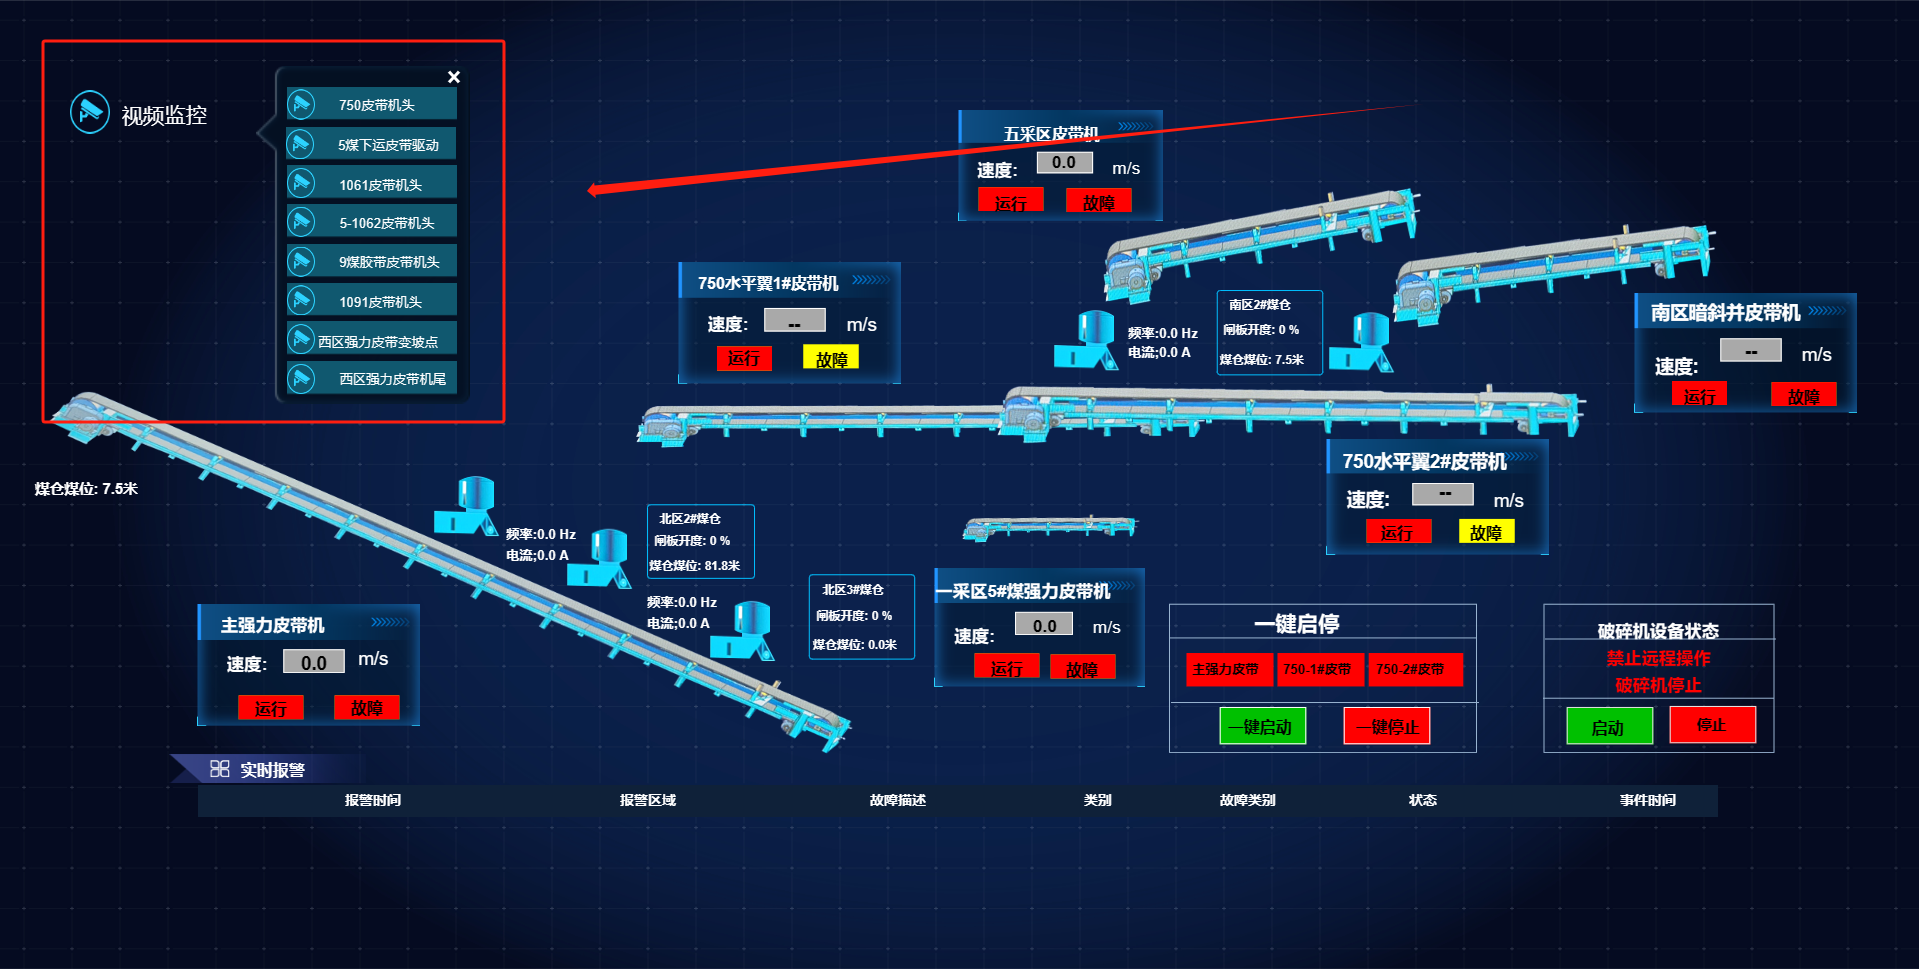 视频监控
×
750皮带机头
5煤下运皮带驱动
1061皮带机头
5-1062皮带机头
9煤胶带皮带机头
1091皮带机头
西区强力皮带变坡点
西区强力皮带机尾
五采区皮带机
速度: 0.0 m/s
运行 故障
750水平翼1#皮带机
速度: -- m/s
运行 故障
南区2#煤仓
闸板开度: 0 %
煤仓煤位: 7.5米
频率:0.0 Hz
电流;0.0 A
南区暗斜井皮带机
速度: -- m/s
运行 故障
750水平翼2#皮带机
速度: -- m/s
运行 故障
煤仓煤位: 7.5米
频率:0.0 Hz
电流;0.0 A
北区2#煤仓
闸板开度: 0 %
煤仓煤位: 81.8米
频率:0.0 Hz
电流;0.0 A
北区3#煤仓
闸板开度: 0 %
煤仓煤位: 0.0米
一采区5#煤强力皮带机
速度: 0.0 m/s
运行 故障
主强力皮带机
速度: 0.0 m/s
运行 故障
一键启停
主强力皮带 750-1#皮带 750-2#皮带
一键启动 一键停止
破碎机设备状态
禁止远程操作
破碎机停止
启动 停止
实时报警
报警时间 报警区域 故障描述 类别 故障类别 状态 事件时间